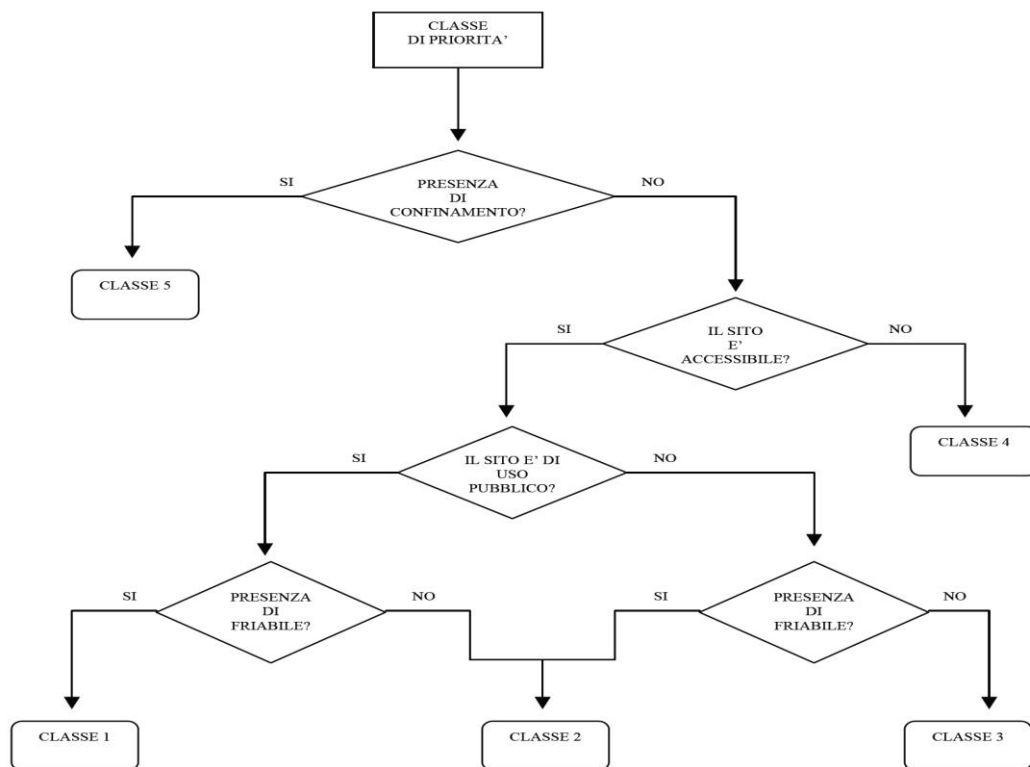 CLASSE
DI PRIORITA'
SI
PRESENZA
DI
CONFINAMENTO?
NO
CLASSE 5
SI
IL SITO
E'
ACCESSIBILE?
NO
CLASSE 4
SI
IL SITO E' DI
USO
PUBBLICO?
NO
SI
PRESENZA
DI
FRIABILE?
NO
SI
PRESENZA
DI
FRIABILE?
NO
CLASSE 1
CLASSE 2
CLASSE 3